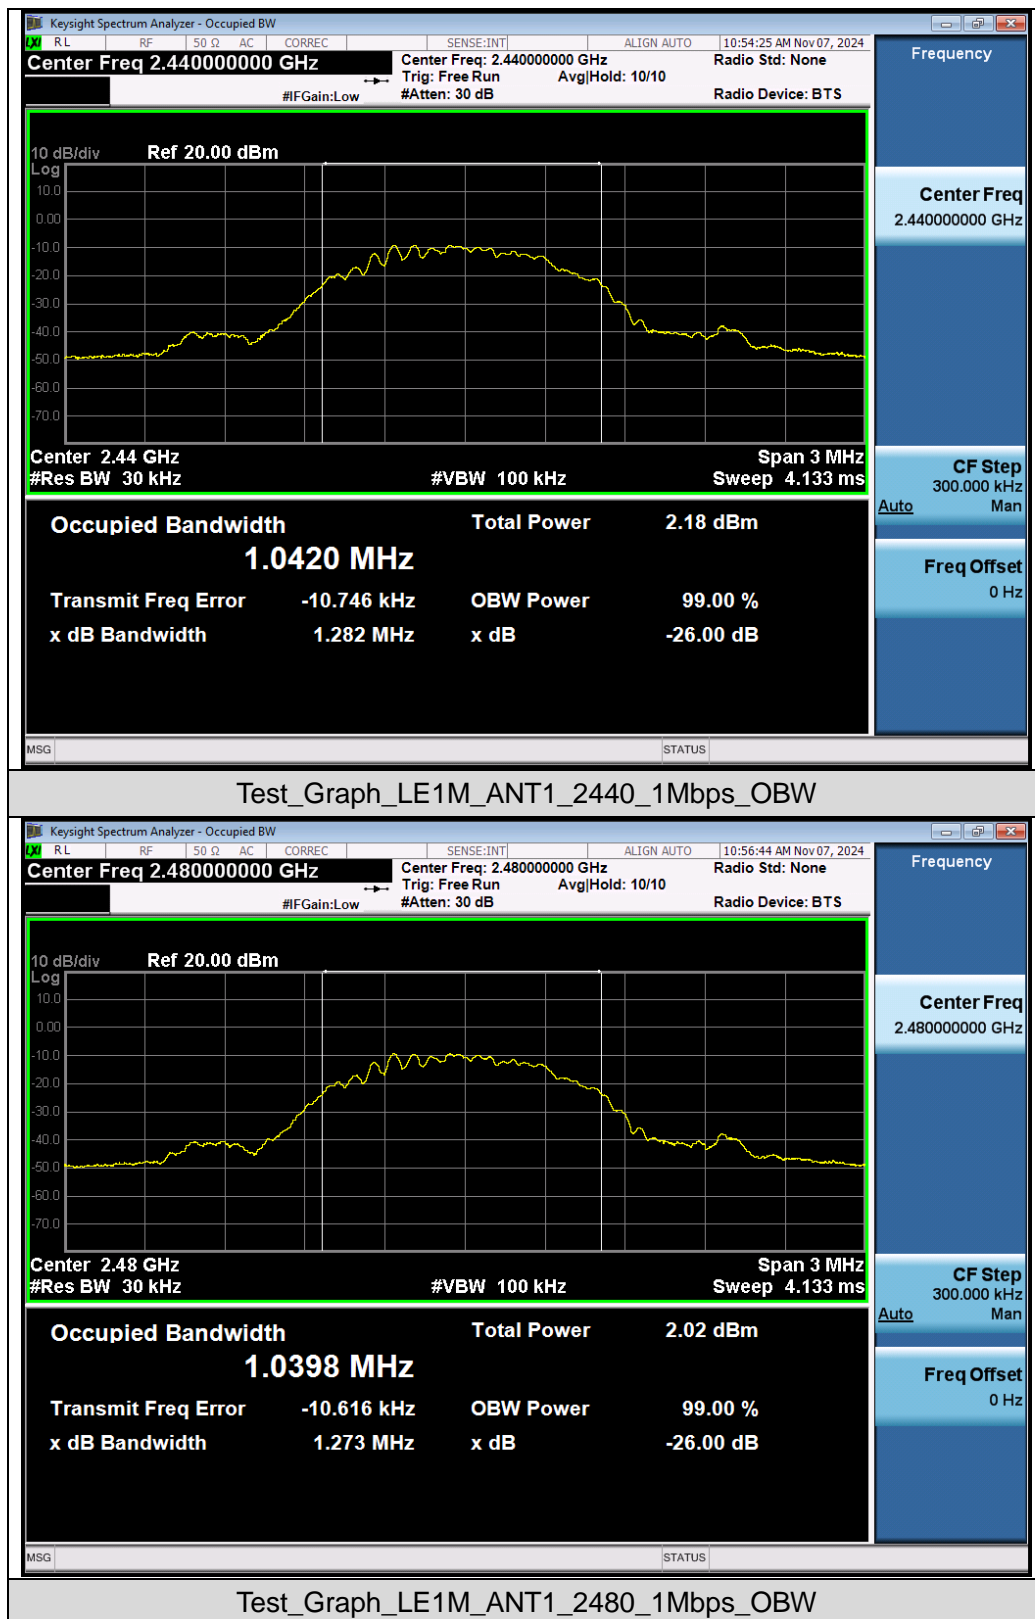 Keysight Spectrum Analyzer - Occupied BW
LXI RL RF 50 Ω AC CORREC SENSE:INT ALIGN AUTO 10:54:25 AM Nov 07, 2024
Center Freq 2.440000000 GHz
Center Freq: 2.440000000 GHz
Radio Std: None
Trig: Free Run Avg|Hold: 10/10
#IFGain:Low #Atten: 30 dB Radio Device: BTS
Frequency
10 dB/div Ref 20.00 dBm
Log
10.0
0.00
-10.0
-20.0
-30.0
-40.0
-50.0
-60.0
-70.0
Center 2.44 GHz Span 3 MHz
#Res BW 30 kHz #VBW 100 kHz Sweep 4.133 ms
Center Freq
2.440000000 GHz
CF Step
300.000 kHz
Auto Man
Freq Offset
0 Hz
Occupied Bandwidth Total Power 2.18 dBm
1.0420 MHz
Transmit Freq Error -10.746 kHz OBW Power 99.00 %
x dB Bandwidth 1.282 MHz x dB -26.00 dB
MSG STATUS
Test_Graph_LE1M_ANT1_2440_1Mbps_OBW
Keysight Spectrum Analyzer - Occupied BW
LXI RL RF 50 Ω AC CORREC SENSE:INT ALIGN AUTO 10:56:44 AM Nov 07, 2024
Center Freq 2.480000000 GHz
Center Freq: 2.480000000 GHz
Radio Std: None
Trig: Free Run Avg|Hold: 10/10
#IFGain:Low #Atten: 30 dB Radio Device: BTS
Frequency
10 dB/div Ref 20.00 dBm
Log
10.0
0.00
-10.0
-20.0
-30.0
-40.0
-50.0
-60.0
-70.0
Center 2.48 GHz Span 3 MHz
#Res BW 30 kHz #VBW 100 kHz Sweep 4.133 ms
Center Freq
2.480000000 GHz
CF Step
300.000 kHz
Auto Man
Freq Offset
0 Hz
Occupied Bandwidth Total Power 2.02 dBm
1.0398 MHz
Transmit Freq Error -10.616 kHz OBW Power 99.00 %
x dB Bandwidth 1.273 MHz x dB -26.00 dB
MSG STATUS
Test_Graph_LE1M_ANT1_2480_1Mbps_OBW